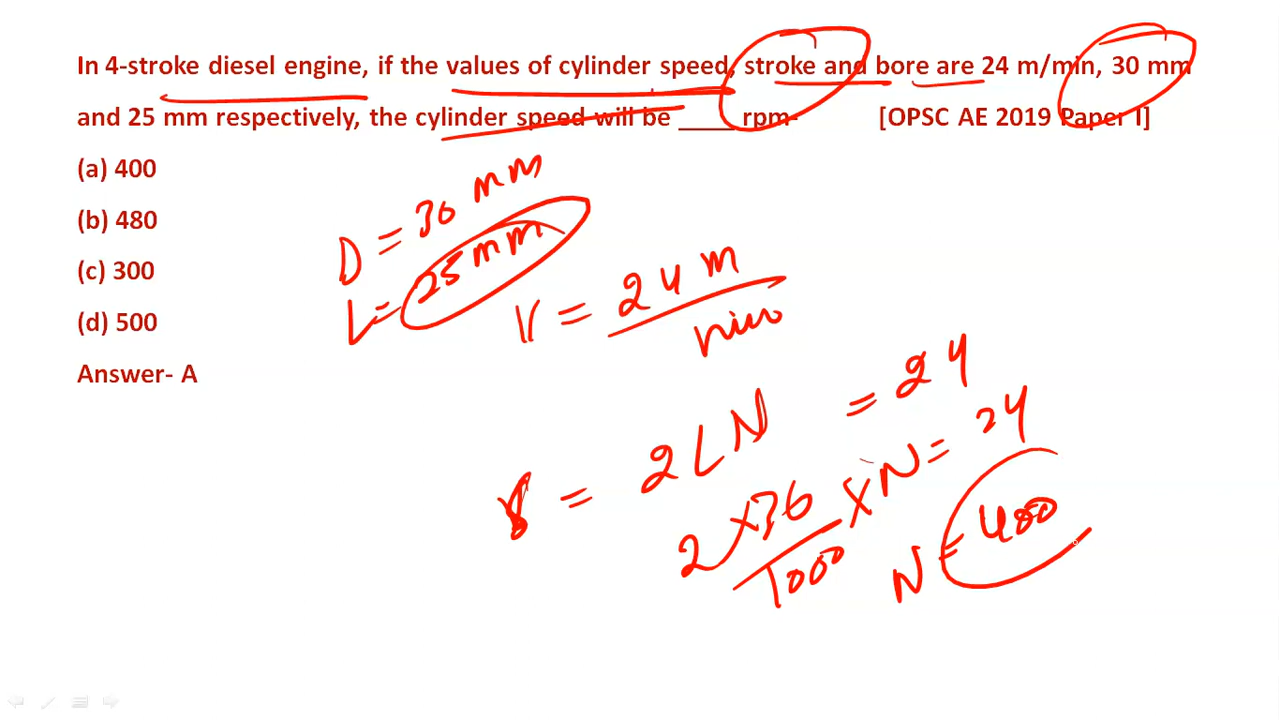 In 4-stroke diesel engine, if the values of cylinder speed, stroke and bore are 24 m/min, 30 mm
and 25 mm respectively, the cylinder speed will be ____ rpm- [OPSC AE 2019 Paper I]
(a) 400
(b) 480
(c) 300
(d) 500
Answer- A
D = 30 mm
L = 25 mm
V = 24 m
min
= 2LN = 24
2 × 30 × N = 24
1000
N = 400